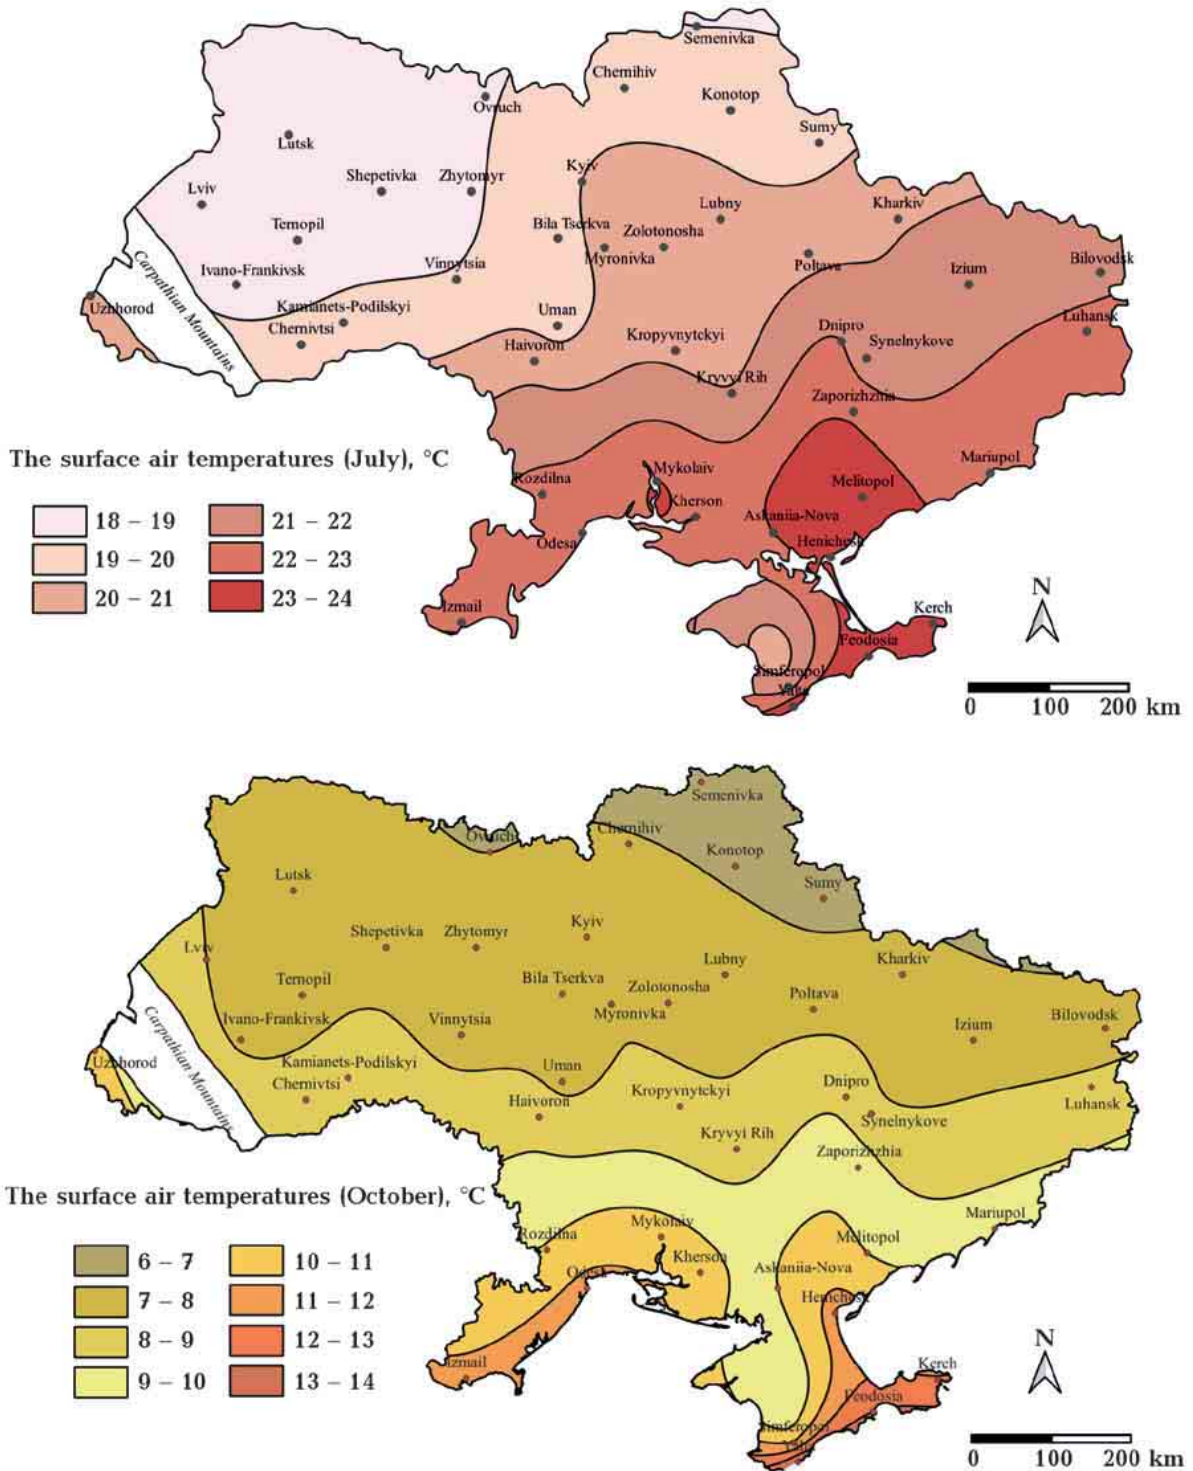 Semenivka
Chernihiv
Konotop
Ovruch
Sumy
Lutsk
Kyiv
Shepetivka
Zhytomyr
Lviv
Lubny
Kharkiv
Ternopil
Bila Tserkva
Zolotonosha
Myronivka
Poltava
Carpathian Mountains
Ivano-Frankivsk
Vinnytsia
Izium
Bilovodsk
Uzhhorod
Kamianets-Podilskyi
Chernivtsi
Uman
Luhansk
Haivoron
Kropyvnytckyi
Dnipro
Synelnykove
Kryvyi Rih
Zaporizhzhia
The surface air temperatures (July), °C
Mariupol
Rozdilna
Mykolaiv
Melitopol
Kherson
Askaniia-Nova
18 – 19
21 – 22
Odesa
Henichesk
19 – 20
22 – 23
20 – 21
23 – 24
Izmail
N
Kerch
Feodosia
Simferopol
Yalta
0 100 200 km
Semenivka
Ovruch
Chernihiv
Konotop
Lutsk
Sumy
Kyiv
Shepetivka
Zhytomyr
Lviv
Lubny
Kharkiv
Ternopil
Bila Tserkva
Zolotonosha
Poltava
Myronivka
Carpathian Mountains
Ivano-Frankivsk
Vinnytsia
Izium
Bilovodsk
Uzhhorod
Kamianets-Podilskyi
Uman
Chernivtsi
Haivoron
Kropyvnytckyi
Dnipro
Luhansk
Synelnykove
Kryvyi Rih
Zaporizhzhia
The surface air temperatures (October), °C
Mariupol
Rozdilna
Mykolaiv
Melitopol
Kherson
Askaniia-Nova
Odesa
6 – 7
10 – 11
Henichesk
7 – 8
11 – 12
8 – 9
12 – 13
9 – 10
13 – 14
Izmail
N
Kerch
Feodosia
Simferopol
Yalta
0 100 200 km